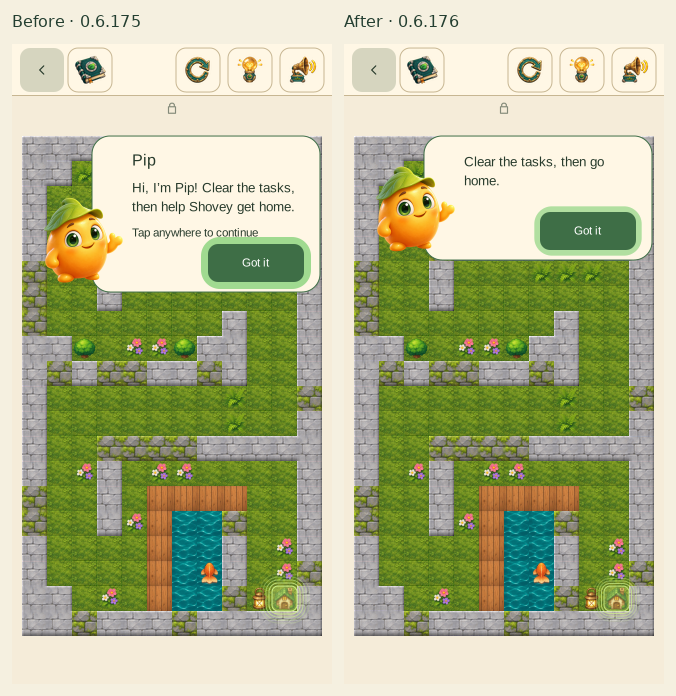 Before · 0.6.175
After · 0.6.176
Pip
Hi, I'm Pip! Clear the tasks,
then help Shovey get home.
Tap anywhere to continue
Got it
Clear the tasks, then go
home.
Got it